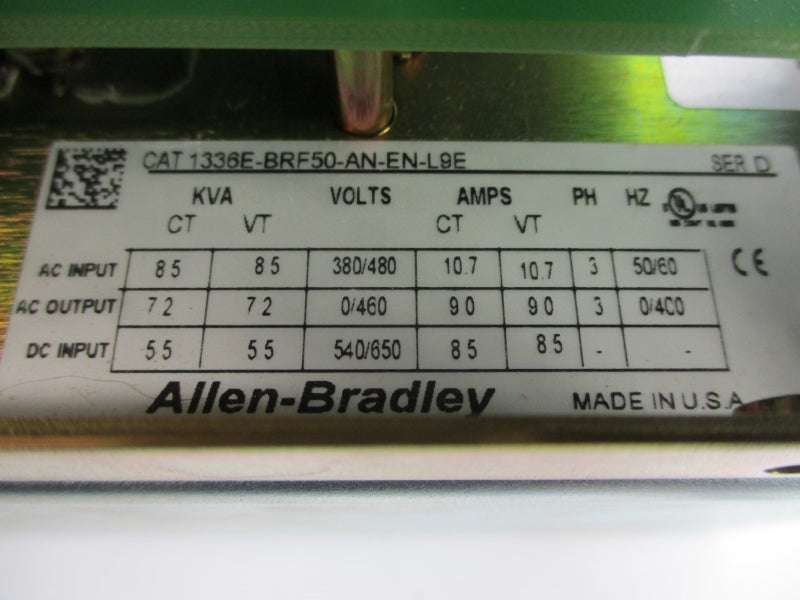 CAT 1336E-BRF50-AN-EN-L9E SER D
KVA VOLTS AMPS PH HZ
CT VT CT VT
AC INPUT 8 5 8 5 380/480 10.7 10.7 3 50/60
AC OUTPUT 7 2 7 2 0/460 9 0 9 0 3 0/400
DC INPUT 5 5 5 5 540/650 8 5 8 5 - -
CE
Allen-Bradley MADE IN U.S.A